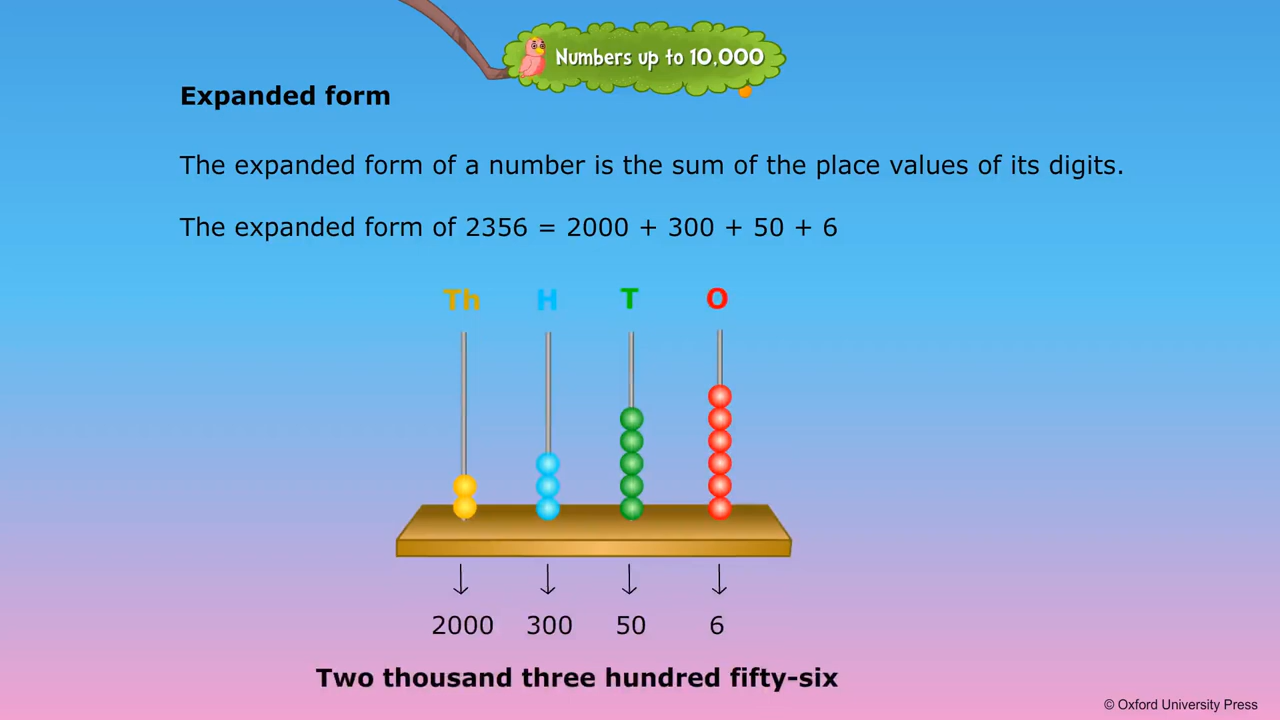 Numbers up to 10,000
Expanded form
The expanded form of a number is the sum of the place values of its digits.
The expanded form of 2356 = 2000 + 300 + 50 + 6
Th H T O
2000 300 50 6
Two thousand three hundred fifty-six
© Oxford University Press